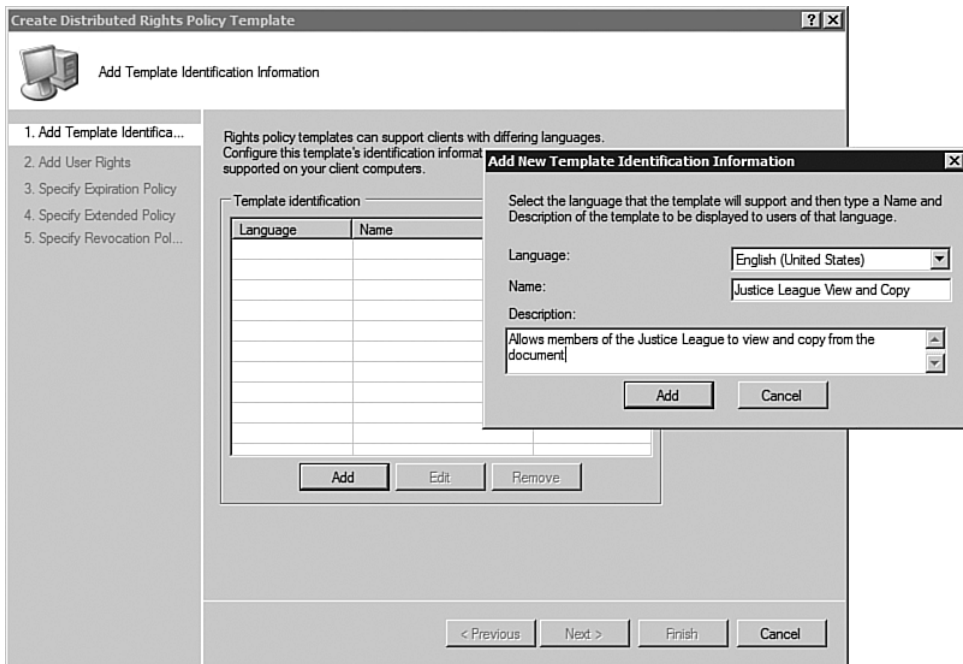 Create Distributed Rights Policy Template
Add Template Identification Information
1. Add Template Identifica...
2. Add User Rights
3. Specify Expiration Policy
4. Specify Extended Policy
5. Specify Revocation Pol...
Rights policy templates can support clients with differing languages.
Configure this template's identification informat
supported on your client computers.
Template identification
Language Name
Add Edit Remove
< Previous Next > Finish Cancel
Add New Template Identification Information
Select the language that the template will support and then type a Name and
Description of the template to be displayed to users of that language.
Language: English (United States)
Name: Justice League View and Copy
Description:
Allows members of the Justice League to view and copy from the
document
Add Cancel